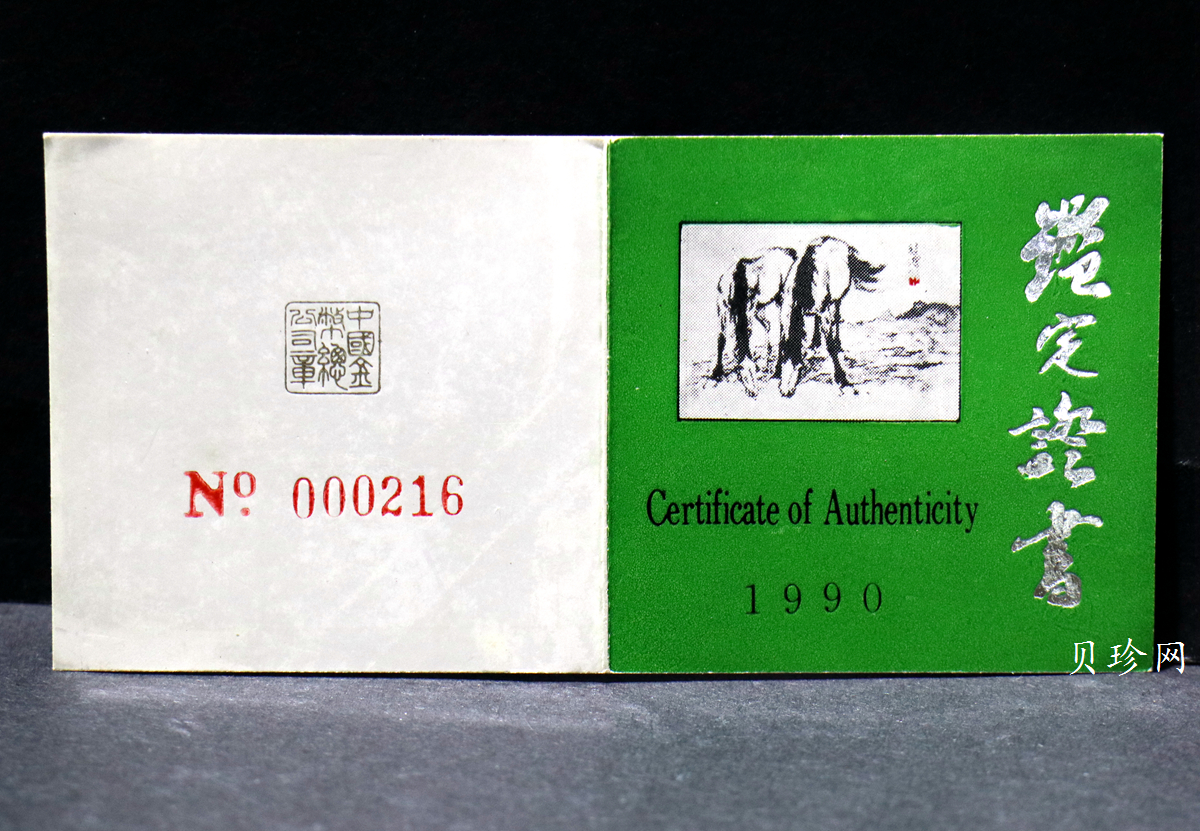 中國金
幣總
公司章
Nº 000216
鑑定證書
Certificate of Authenticity
1990
贝珍网